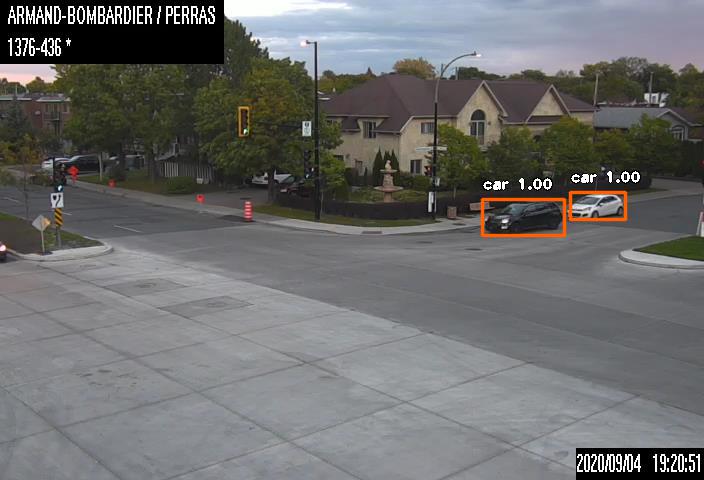 ARMAND-BOMBARDIER / PERRAS
1376-436 *
car 1.00
car 1.00
2020/09/04 19:20:51